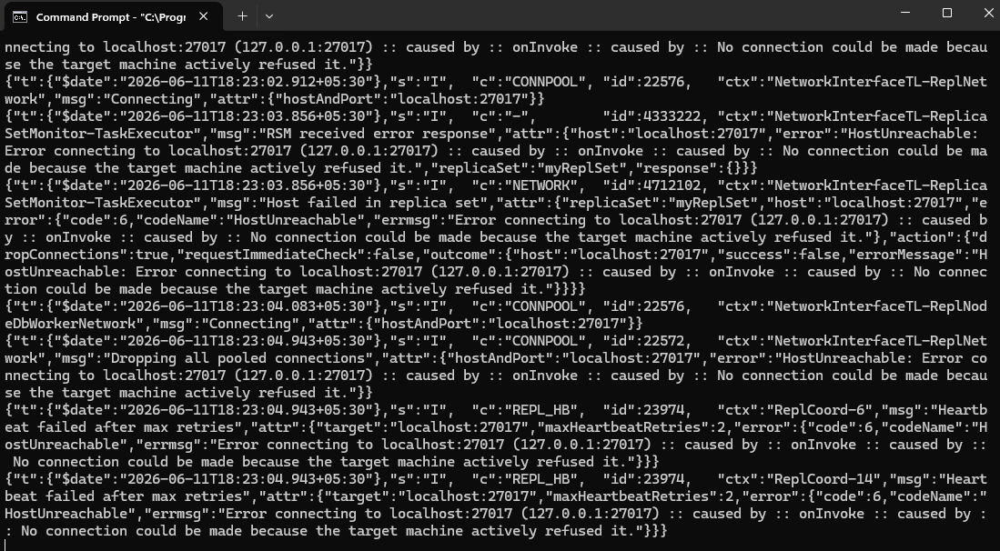 Command Prompt - "C:\Progr
nnecting to localhost:27017 (127.0.0.1:27017) :: caused by :: onInvoke :: caused by :: No connection could be made becau
se the target machine actively refused it."}}
{"t":{"$date":"2026-06-11T18:23:02.912+05:30"},"s":"I",  "c":"CONNPOOL", "id":22576,   "ctx":"NetworkInterfaceTL-ReplNet
work","msg":"Connecting","attr":{"hostAndPort":"localhost:27017"}}
{"t":{"$date":"2026-06-11T18:23:03.856+05:30"},"s":"I",  "c":"-",        "id":4333222, "ctx":"NetworkInterfaceTL-Replica
SetMonitor-TaskExecutor","msg":"RSM received error response","attr":{"host":"localhost:27017","error":"HostUnreachable:
Error connecting to localhost:27017 (127.0.0.1:27017) :: caused by :: onInvoke :: caused by :: No connection could be ma
de because the target machine actively refused it.","replicaSet":"myReplSet","response":{}}}
{"t":{"$date":"2026-06-11T18:23:03.856+05:30"},"s":"I",  "c":"NETWORK",  "id":4712102, "ctx":"NetworkInterfaceTL-Replica
SetMonitor-TaskExecutor","msg":"Host failed in replica set","attr":{"replicaSet":"myReplSet","host":"localhost:27017","e
rror":{"code":6,"codeName":"HostUnreachable","errmsg":"Error connecting to localhost:27017 (127.0.0.1:27017) :: caused b
y :: onInvoke :: caused by :: No connection could be made because the target machine actively refused it."},"action":{"d
ropConnections":true,"requestImmediateCheck":false,"outcome":{"host":"localhost:27017","success":false,"errorMessage":"H
ostUnreachable: Error connecting to localhost:27017 (127.0.0.1:27017) :: caused by :: onInvoke :: caused by :: No connec
tion could be made because the target machine actively refused it."}}}}
{"t":{"$date":"2026-06-11T18:23:04.083+05:30"},"s":"I",  "c":"CONNPOOL", "id":22576,   "ctx":"NetworkInterfaceTL-ReplNod
eDbWorkerNetwork","msg":"Connecting","attr":{"hostAndPort":"localhost:27017"}}
{"t":{"$date":"2026-06-11T18:23:04.943+05:30"},"s":"I",  "c":"CONNPOOL", "id":22572,   "ctx":"NetworkInterfaceTL-ReplNet
work","msg":"Dropping all pooled connections","attr":{"hostAndPort":"localhost:27017","error":"HostUnreachable: Error co
nnecting to localhost:27017 (127.0.0.1:27017) :: caused by :: onInvoke :: caused by :: No connection could be made becau
se the target machine actively refused it."}}
{"t":{"$date":"2026-06-11T18:23:04.943+05:30"},"s":"I",  "c":"REPL_HB",  "id":23974,   "ctx":"ReplCoord-6","msg":"Heartb
eat failed after max retries","attr":{"target":"localhost:27017","maxHeartbeatRetries":2,"error":{"code":6,"codeName":"H
ostUnreachable","errmsg":"Error connecting to localhost:27017 (127.0.0.1:27017) :: caused by :: onInvoke :: caused by ::
 No connection could be made because the target machine actively refused it."}}}
{"t":{"$date":"2026-06-11T18:23:04.943+05:30"},"s":"I",  "c":"REPL_HB",  "id":23974,   "ctx":"ReplCoord-14","msg":"Heart
beat failed after max retries","attr":{"target":"localhost:27017","maxHeartbeatRetries":2,"error":{"code":6,"codeName":"
HostUnreachable","errmsg":"Error connecting to localhost:27017 (127.0.0.1:27017) :: caused by :: onInvoke :: caused by :
: No connection could be made because the target machine actively refused it."}}}